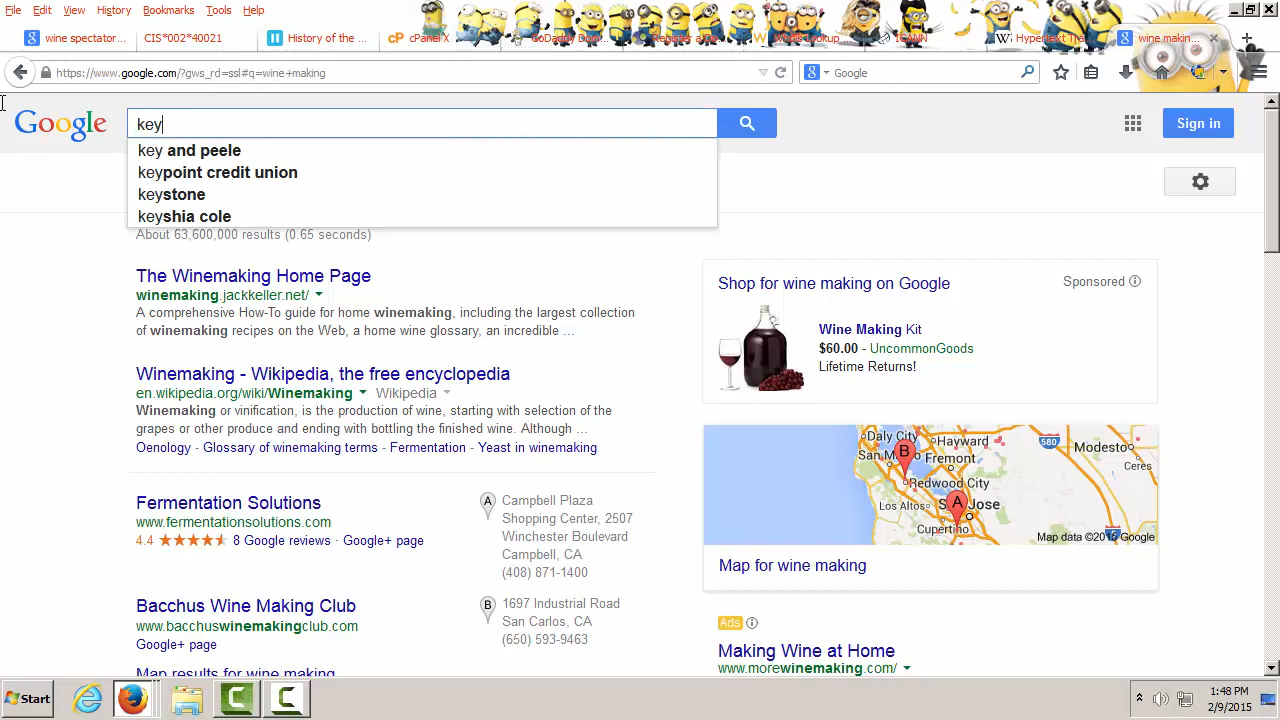 File Edit View History Bookmarks Tools Help
wine spectator... CIS*002*40021 History of the... cPanel X GoDaddy Dom... Register a Do... Whois Lookup ICANN Hypertext Tra... wine makin...
https://www.google.com/?gws_rd=ssl#q=wine+making
Google
Google
key
Sign in
key and peele
keypoint credit union
keystone
keyshia cole
About 63,600,000 results (0.65 seconds)
The Winemaking Home Page
winemaking.jackkeller.net/
A comprehensive How-To guide for home winemaking, including the largest collection
of winemaking recipes on the Web, a home wine glossary, an incredible ...
Winemaking - Wikipedia, the free encyclopedia
en.wikipedia.org/wiki/Winemaking Wikipedia
Winemaking or vinification, is the production of wine, starting with selection of the
grapes or other produce and ending with bottling the finished wine. Although ...
Oenology - Glossary of winemaking terms - Fermentation - Yeast in winemaking
Fermentation Solutions
www.fermentationsolutions.com
4.4 8 Google reviews · Google+ page
A
Campbell Plaza
Shopping Center, 2507
Winchester Boulevard
Campbell, CA
(408) 871-1400
Bacchus Wine Making Club
www.bacchuswinemakingclub.com
Google+ page
B
1697 Industrial Road
San Carlos, CA
(650) 593-9463
Map results for wine making
Shop for wine making on Google
Sponsored
Wine Making Kit
$60.00 - UncommonGoods
Lifetime Returns!
Daly City
Hayward
580
Modesto
San M
B
Fremont
Ceres
Redwood City
Los Altos
A
Jose
Cupertino
Map data ©2015 Google
Map for wine making
Ads
Making Wine at Home
www.morewinemaking.com/
Start
1:48 PM
2/9/2015